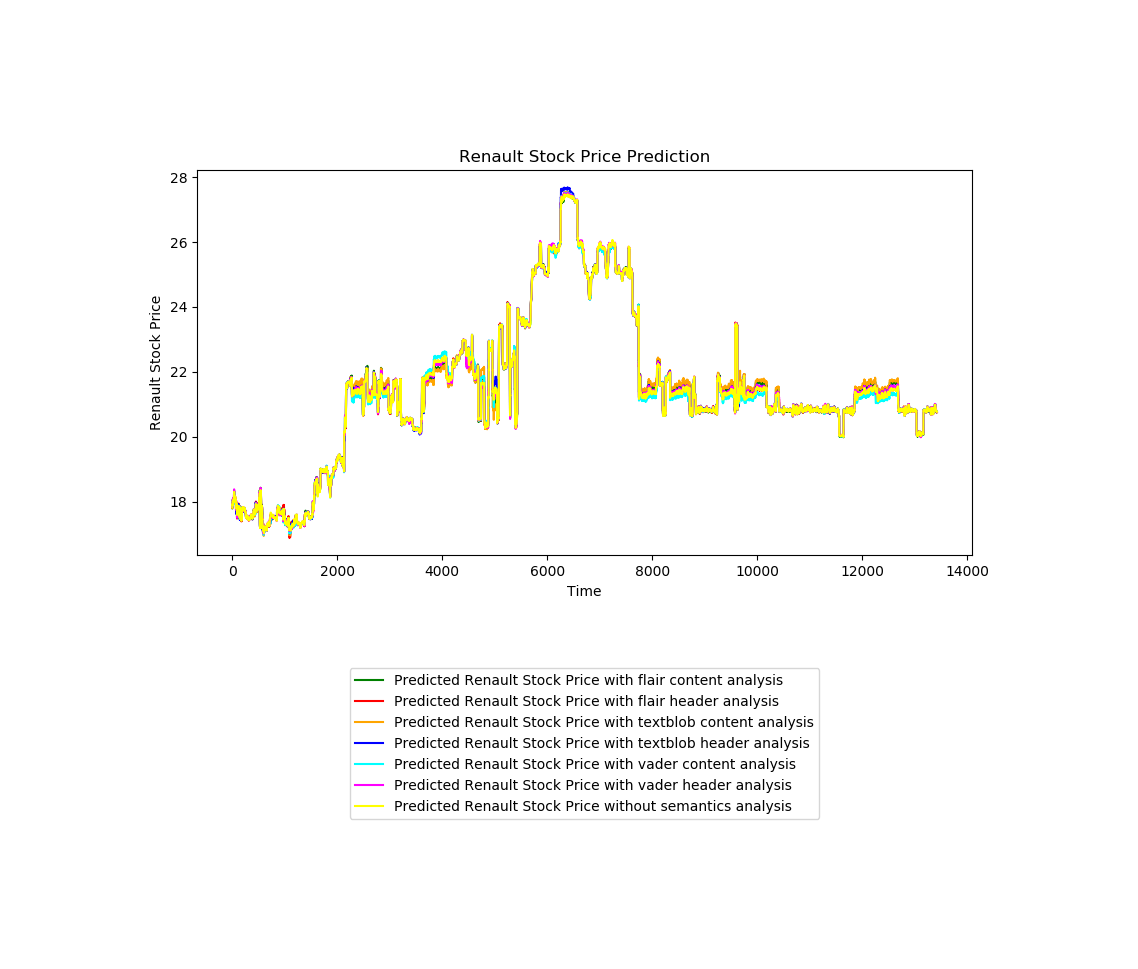 Renault Stock Price Prediction
28
26
24
22
20
18
Renault Stock Price
0 2000 4000 6000 8000 10000 12000 14000
Time
Predicted Renault Stock Price with flair content analysis
Predicted Renault Stock Price with flair header analysis
Predicted Renault Stock Price with textblob content analysis
Predicted Renault Stock Price with textblob header analysis
Predicted Renault Stock Price with vader content analysis
Predicted Renault Stock Price with vader header analysis
Predicted Renault Stock Price without semantics analysis